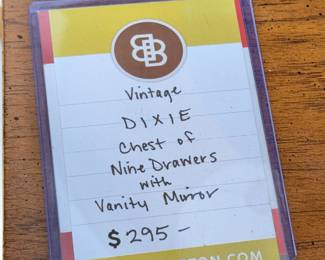 Vintage
DIXIE
Chest of
Nine Drawers
with
Vanity Mirror
$295-